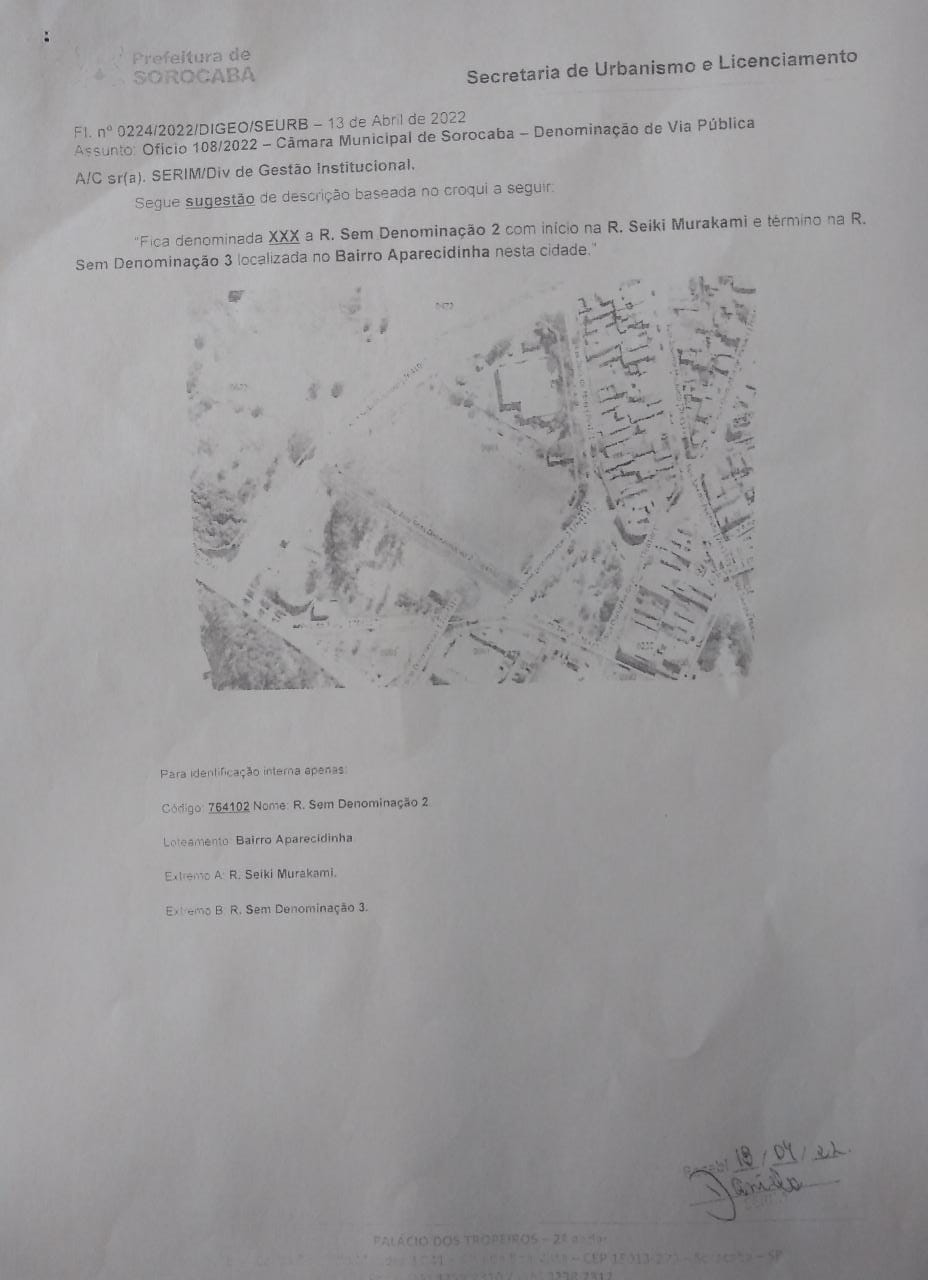 Prefeitura de
SOROCABA
Secretaria de Urbanismo e Licenciamento
Fl. nº 0224/2022/DIGEO/SEURB – 13 de Abril de 2022
Assunto: Oficio 108/2022 – Câmara Municipal de Sorocaba – Denominação de Via Pública
A/C sr(a). SERIM/Div de Gestão Institucional.
Segue sugestão de descrição baseada no croqui a seguir:
"Fica denominada XXX a R. Sem Denominação 2 com início na R. Seiki Murakami e término na R.
Sem Denominação 3 localizada no Bairro Aparecidinha nesta cidade."
Para identificação interna apenas:
Código: 764102 Nome: R. Sem Denominação 2.
Loteamento: Bairro Aparecidinha
Extremo A: R. Seiki Murakami.
Extremo B: R. Sem Denominação 3.
18/04/22.
PALÁCIO DOS TROPEIROS – 2º andar